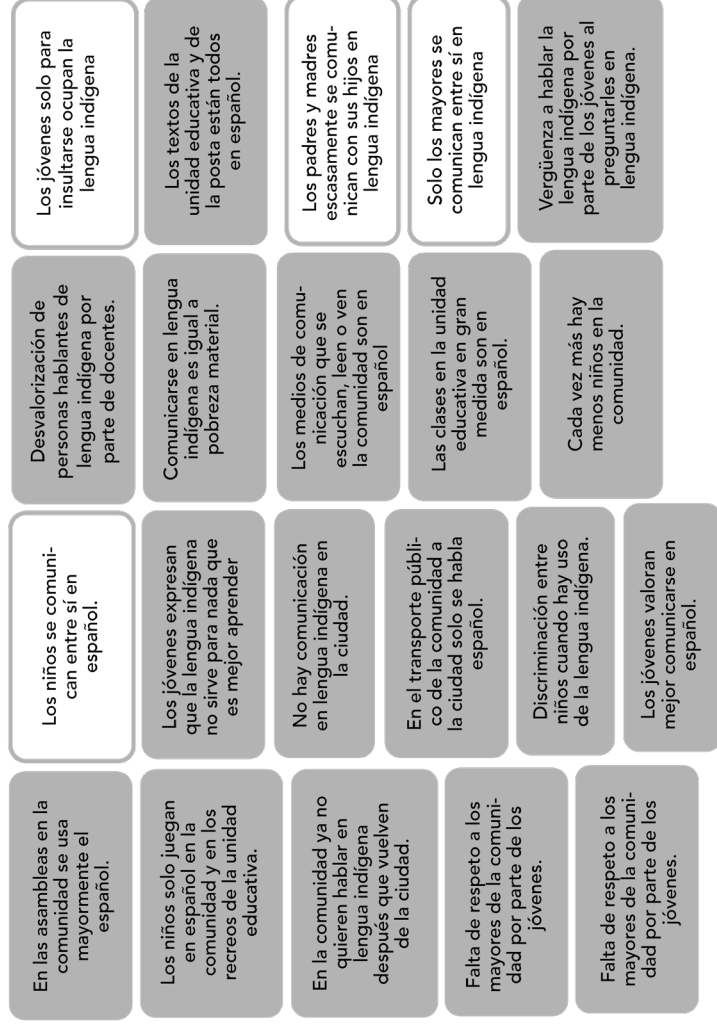 En las asambleas en la
comunidad se usa
mayormente el
español.
Los niños solo juegan
en español en la
comunidad y en los
recreos de la unidad
educativa.
En la comunidad ya no
quieren hablar en
lengua indígena
después que vuelven
de la ciudad.
Falta de respeto a los
mayores de la comuni-
dad por parte de los
jóvenes.
Falta de respeto a los
mayores de la comuni-
dad por parte de los
jóvenes.
Los niños se comuni-
can entre sí en
español.
Los jóvenes expresan
que la lengua indígena
no sirve para nada que
es mejor aprender
No hay comunicación
en lengua indígena en
la ciudad.
En el transporte públi-
co de la comunidad a
la ciudad solo se habla
español.
Discriminación entre
niños cuando hay uso
de la lengua indígena.
Los jóvenes valoran
mejor comunicarse en
español.
Desvalorización de
personas hablantes de
lengua indígena por
parte de docentes.
Comunicarse en lengua
indígena es igual a
pobreza material.
Los medios de comu-
nicación que se
escuchan, leen o ven
la comunidad son en
español
Las clases en la unidad
educativa en gran
medida son en
español.
Cada vez más hay
menos niños en la
comunidad.
Los jóvenes solo para
insultarse ocupan la
lengua indígena
Los textos de la
unidad educativa y de
la posta están todos
en español.
Los padres y madres
escasamente se comu-
nican con sus hijos en
lengua indígena
Solo los mayores se
comunican entre sí en
lengua indígena
Vergüenza a hablar la
lengua indígena por
parte de los jóvenes al
preguntarles en
lengua indígena.